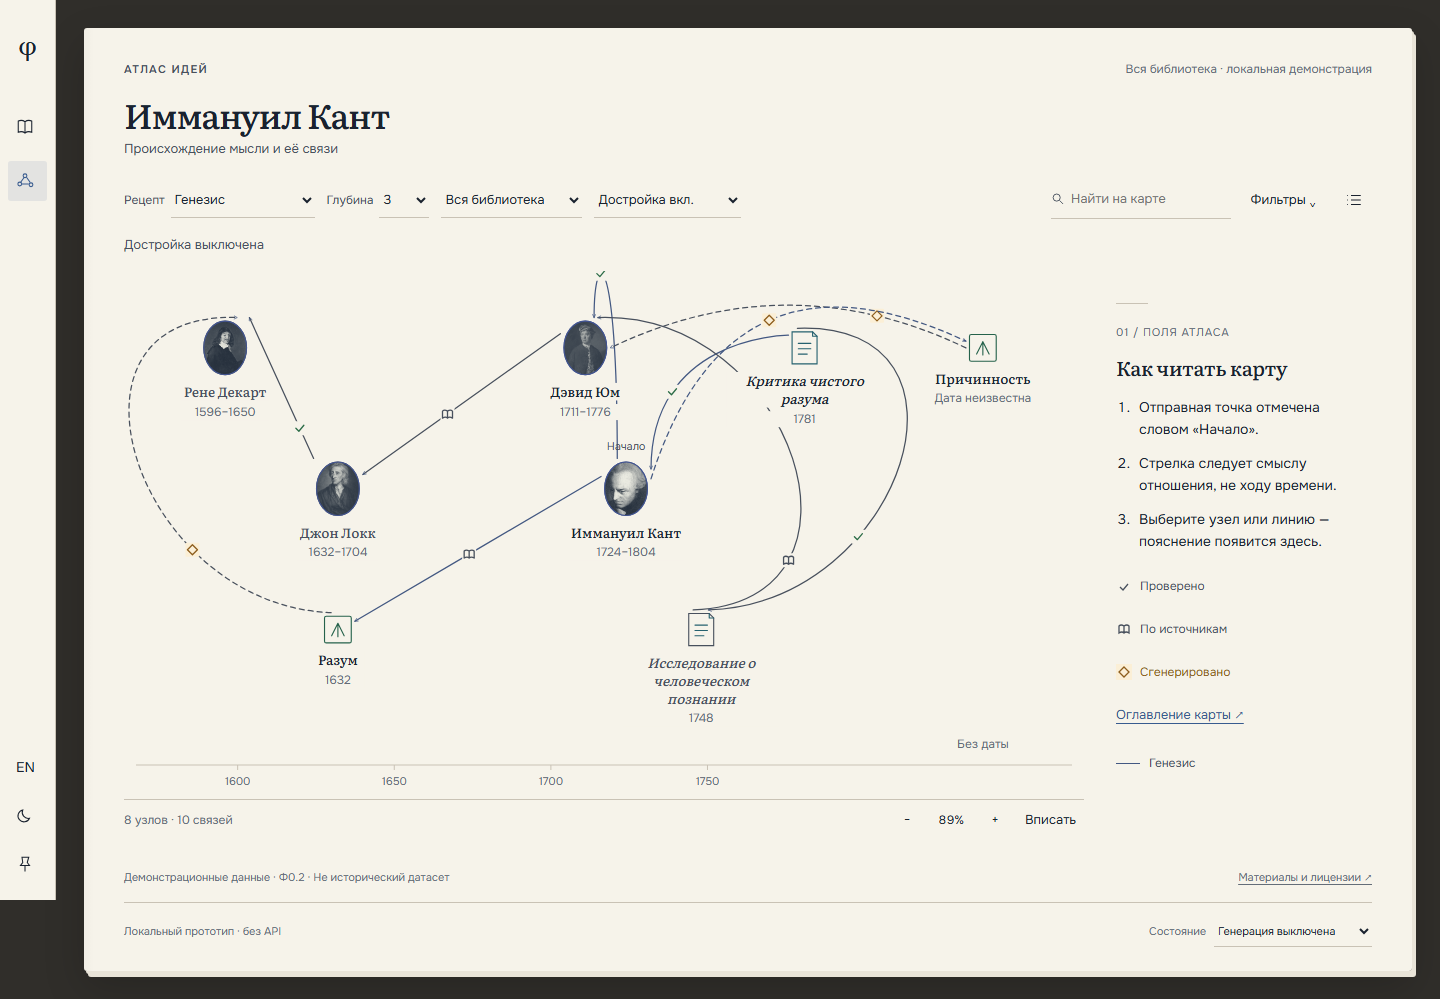 φ
АТЛАС ИДЕЙ
Вся библиотека · локальная демонстрация
Иммануил Кант
Происхождение мысли и её связи
Рецепт Генезис Глубина 3 Вся библиотека Достройка вкл. Найти на карте Фильтры
Достройка выключена
Рене Декарт
1596–1650
Дэвид Юм
1711–1776
Критика чистого
разума
1781
Причинность
Дата неизвестна
Начало
Джон Локк
1632–1704
Иммануил Кант
1724–1804
Разум
1632
Исследование о
человеческом
познании
1748
Без даты
1600 1650 1700 1750
8 узлов · 10 связей
− 89% + Вписать
01 / ПОЛЯ АТЛАСА
Как читать карту
1. Отправная точка отмечена
словом «Начало».
2. Стрелка следует смыслу
отношения, не ходу времени.
3. Выберите узел или линию —
пояснение появится здесь.
Проверено
По источникам
Сгенерировано
Оглавление карты ↗
Генезис
EN
Демонстрационные данные · Ф0.2 · Не исторический датасет
Материалы и лицензии ↗
Локальный прототип · без API
Состояние Генерация выключена